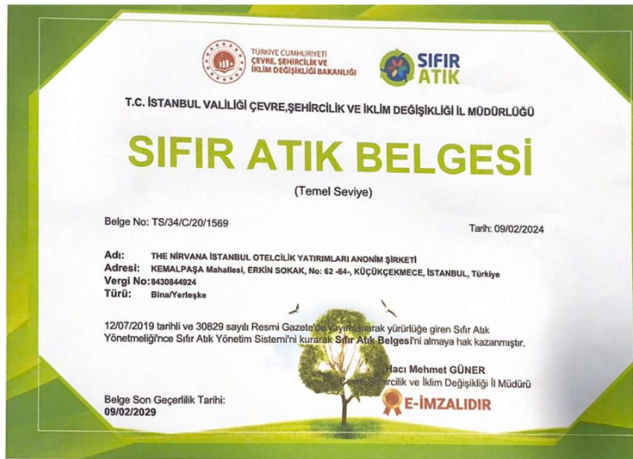 TÜRKİYE CUMHURİYETİ
ÇEVRE, ŞEHİRCİLİK VE
İKLİM DEĞİŞİKLİĞİ BAKANLIĞI
SIFIR
ATIK
T.C. İSTANBUL VALİLİĞİ ÇEVRE,ŞEHİRCİLİK VE İKLİM DEĞİŞİKLİĞİ İL MÜDÜRLÜĞÜ
SIFIR ATIK BELGESİ
(Temel Seviye)
Belge No: TS/34/C/20/1569
Tarih: 09/02/2024
Adı: THE NİRVANA İSTANBUL OTELCİLİK YATIRIMLARI ANONİM ŞİRKETİ
Adresi: KEMALPAŞA Mahallesi, ERKİN SOKAK, No: 62 -64-, KÜÇÜKÇEKMECE, İSTANBUL, Türkiye
Vergi No:8430844924
Türü: Bina/Yerleşke
12/07/2019 tarihli ve 30829 sayılı Resmi Gazete'de yayımlanarak yürürlüğe giren Sıfır Atık
Yönetmeliği'nce Sıfır Atık Yönetim Sistemi'ni kurarak Sıfır Atık Belgesi'ni almaya hak kazanmıştır.
Hacı Mehmet GÜNER
Çevre,Şehircilik ve İklim Değişikliği İl Müdürü
E-İMZALIDIR
Belge Son Geçerlilik Tarihi:
09/02/2029